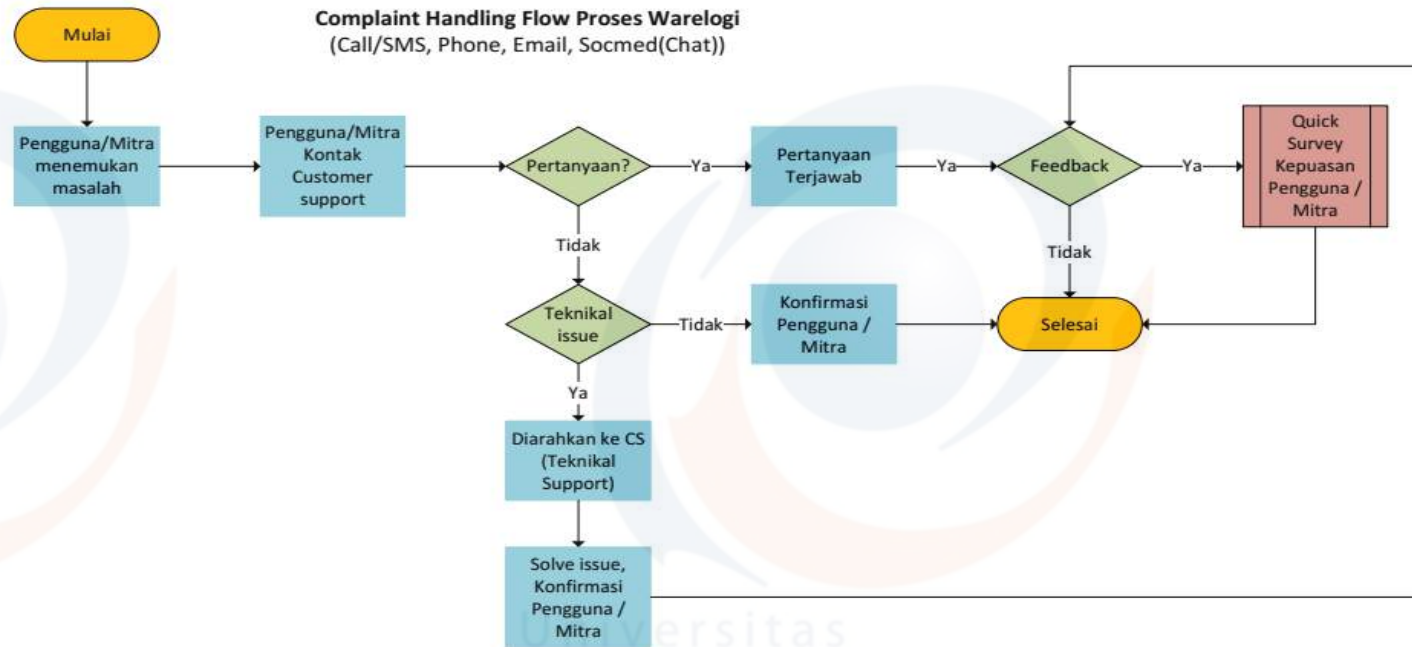 Complaint Handling Flow Proses Warelogi
(Call/SMS, Phone, Email, Socmed(Chat))
Mulai
Pengguna/Mitra
menemukan
masalah
Pengguna/Mitra
Kontak
Customer
support
Pertanyaan?
Ya
Pertanyaan
Terjawab
Ya
Feedback
Ya
Quick
Survey
Kepuasan
Pengguna /
Mitra
Tidak
Tidak
Teknikal
issue
Tidak
Konfirmasi
Pengguna /
Mitra
Selesai
Ya
Diarahkan ke CS
(Teknikal
Support)
Solve issue,
Konfirmasi
Pengguna /
Mitra
Universitas